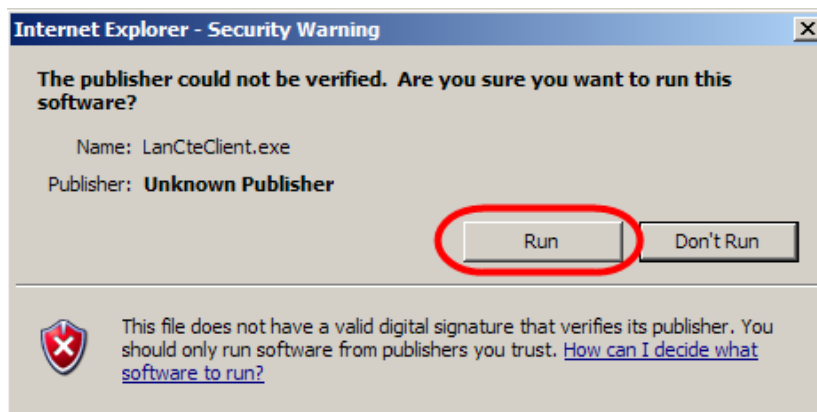 Internet Explorer - Security Warning
The publisher could not be verified.  Are you sure you want to run this
software?
Name: LanCteClient.exe
Publisher: Unknown Publisher
Run
Don't Run
This file does not have a valid digital signature that verifies its publisher. You
should only run software from publishers you trust. How can I decide what
software to run?